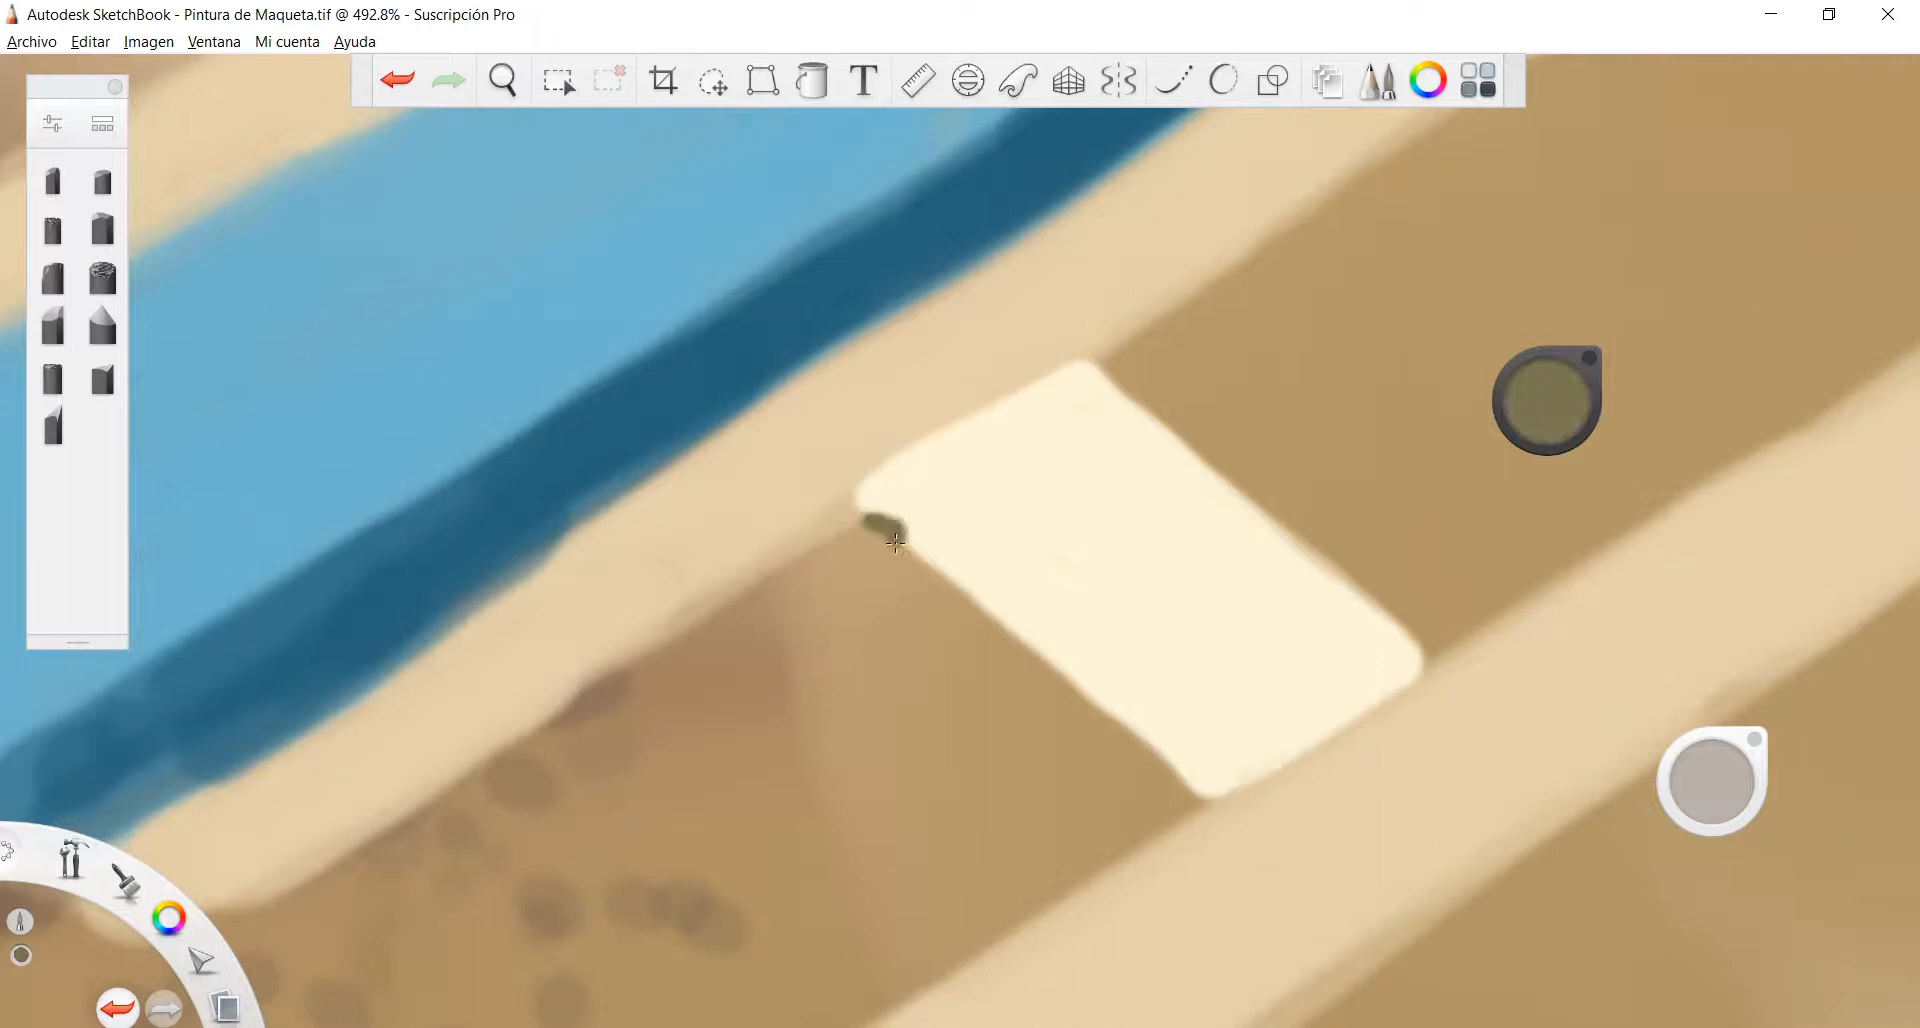 Autodesk SketchBook - Pintura de Maqueta.tif @ 492.8% - Suscripción Pro
Archivo Editar Imagen Ventana Mi cuenta Ayuda
T